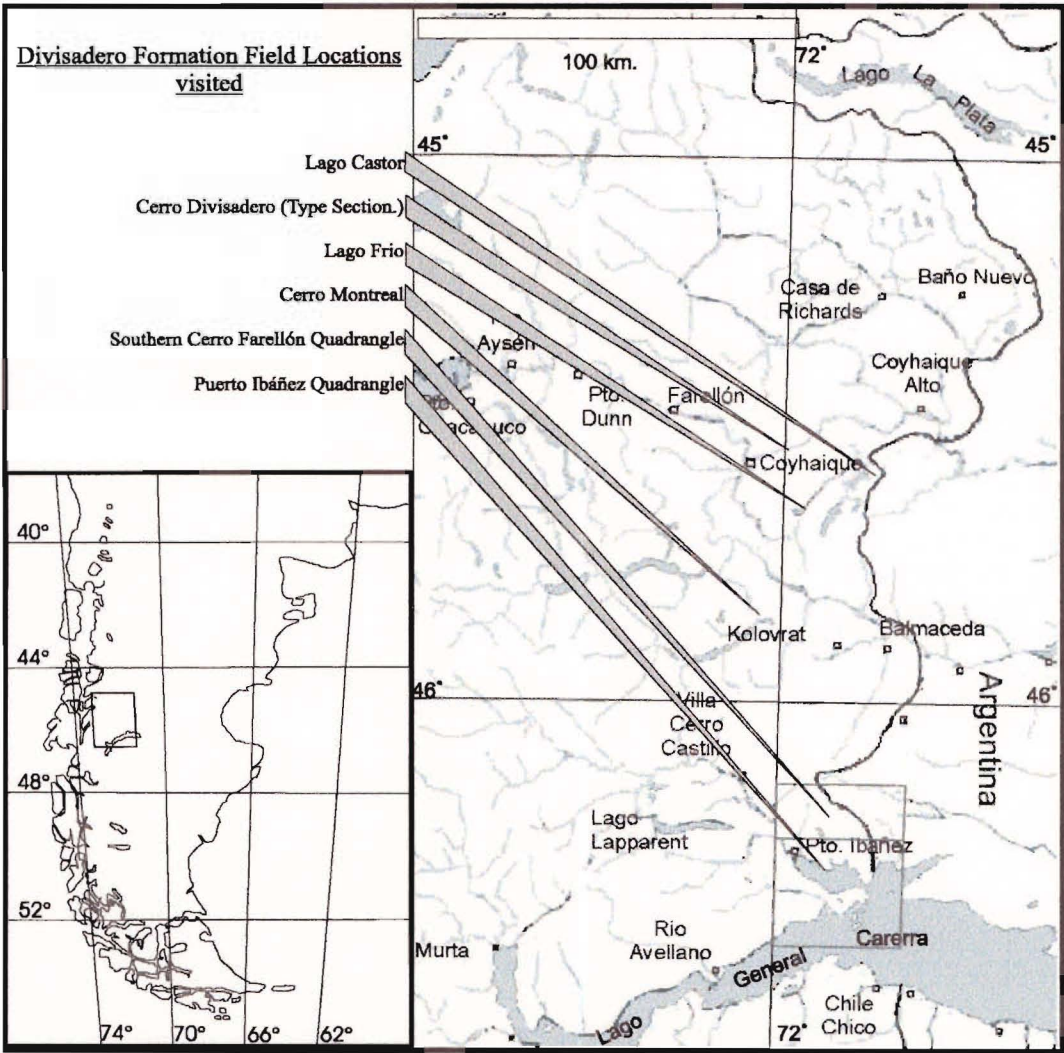 Divisadero Formation Field Locations
visited
Lago Castor
Cerro Divisadero (Type Section.)
Lago Frio
Cerro Montreal
Southern Cerro Farellón Quadrangle
Puerto Ibáñez Quadrangle
100 km.
72°
Lago La Plata
45°
45°
Casa de
Richards
Baño Nuevo
Aysén
Pto.
Dunn
Farellón
Coyhaique
Alto
Coyhaique
Kolovrat
Balmaceda
Argentina
46°
46°
Villa
Cerro
Castillo
Lago
Lapparent
Pto. Ibáñez
Murta
Rio
Avellano
Lago General Carerra
Chile
Chico
72°
40°
44°
48°
52°
74° 70° 66° 62°